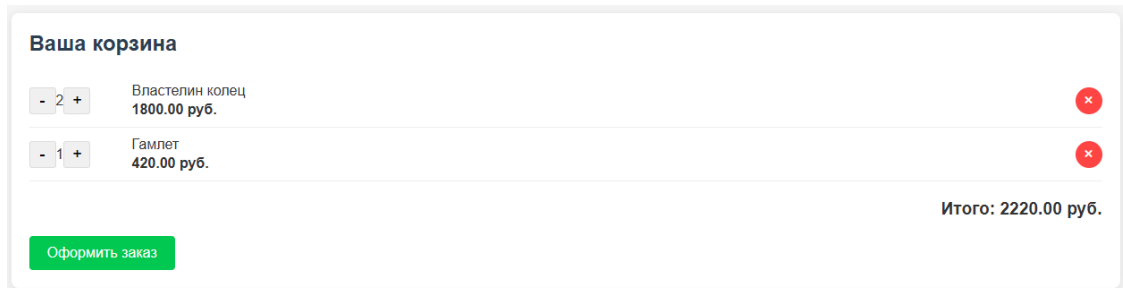 Ваша корзина
- 2 + Властелин колец
1800.00 руб. ×
- 1 + Гамлет
420.00 руб. ×
Итого: 2220.00 руб.
Оформить заказ